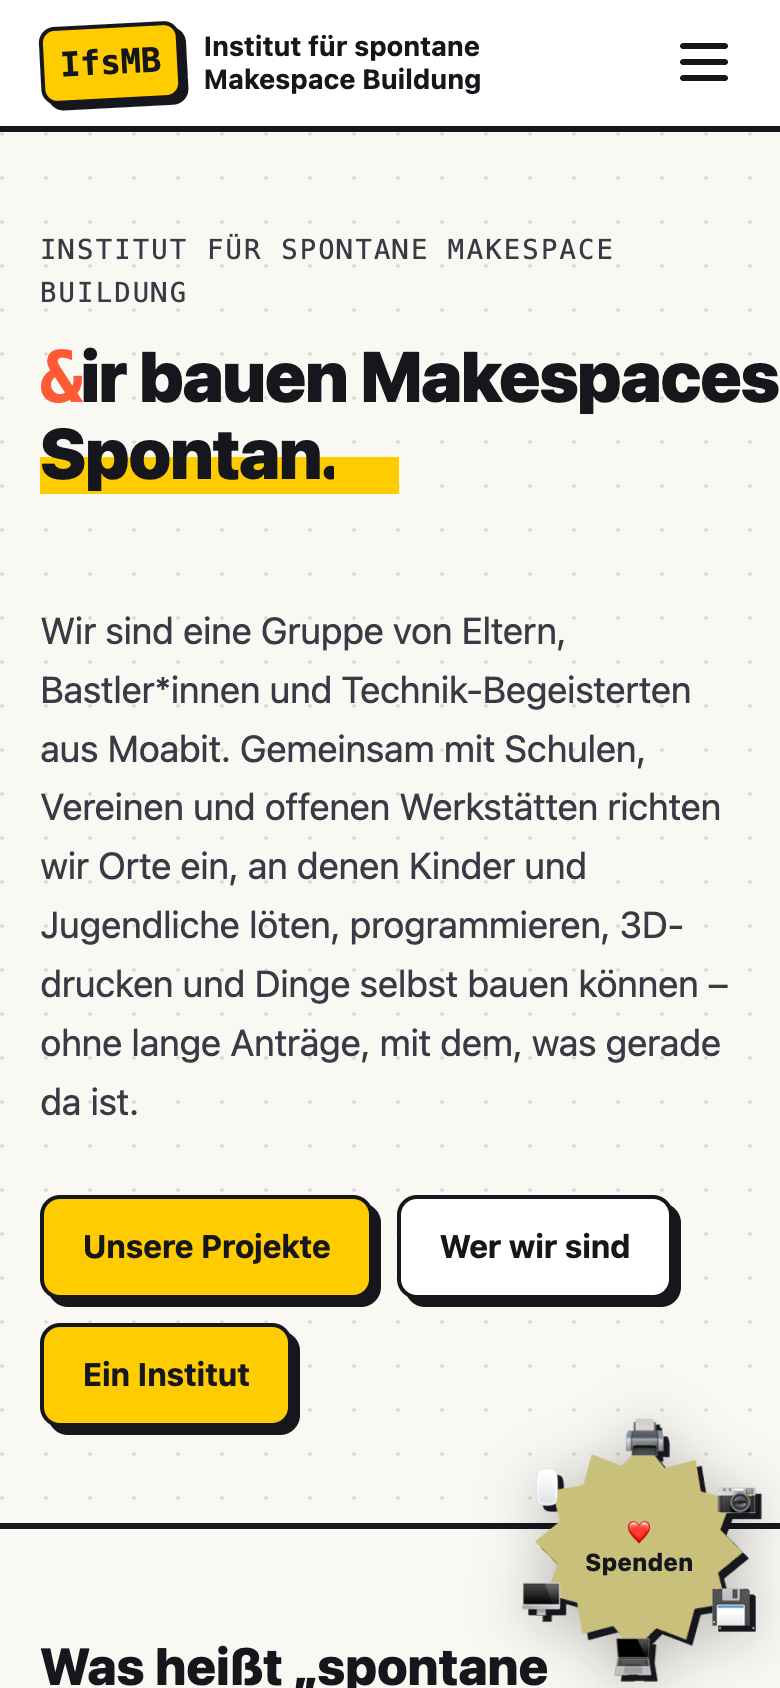 IfsMB
Institut für spontane
Makespace Buildung
INSTITUT FÜR SPONTANE MAKESPACE
BUILDUNG
&ir bauen Makespaces
Spontan.
Wir sind eine Gruppe von Eltern,
Bastler*innen und Technik-Begeisterten
aus Moabit. Gemeinsam mit Schulen,
Vereinen und offenen Werkstätten richten
wir Orte ein, an denen Kinder und
Jugendliche löten, programmieren, 3D-
drucken und Dinge selbst bauen können –
ohne lange Anträge, mit dem, was gerade
da ist.
Unsere Projekte
Wer wir sind
Ein Institut
Spenden
Was heißt „spontane